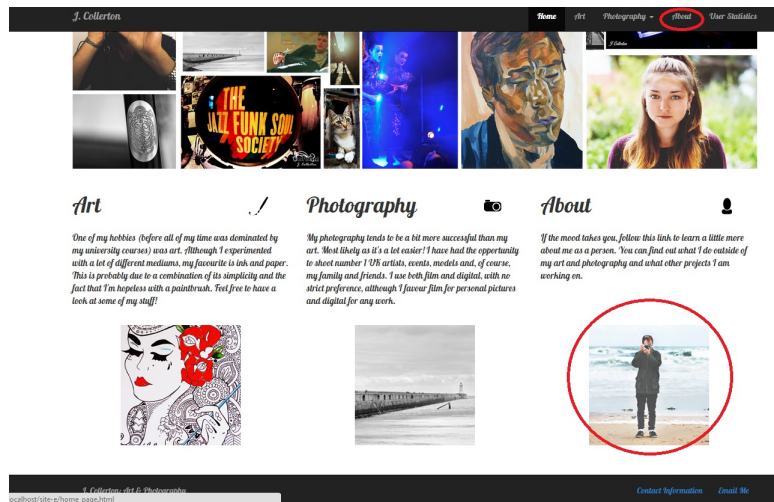 J. Collerton
Home Art Photography About User Statistics
THE
JAZZ FUNK SOUL
SOCIETY
J. Collerton
Art
Photography
About
One of my hobbies (before all of my time was dominated by
my university courses) was art. Although I experimented
with a lot of different mediums, my favourite is ink and paper.
This is probably due to a combination of its simplicity and the
fact that I'm hopeless with a paintbrush. Feel free to have a
look at some of my stuff!
My photography tends to be a bit more successful than my
art. Most likely as it's a lot easier! I have had the opportunity
to shoot number 1 UK artists, events, models and, of course,
my family and friends. I use both film and digital, with no
strict preference, although I favour film for personal pictures
and digital for any work.
If the mood takes you, follow this link to learn a little more
about me as a person. You can find out what I do outside of
my art and photography and what other projects I am
working on.
J. Collerton: Art & Photography
Contact Information Email Me
ocalhost/site-e/home_page.html